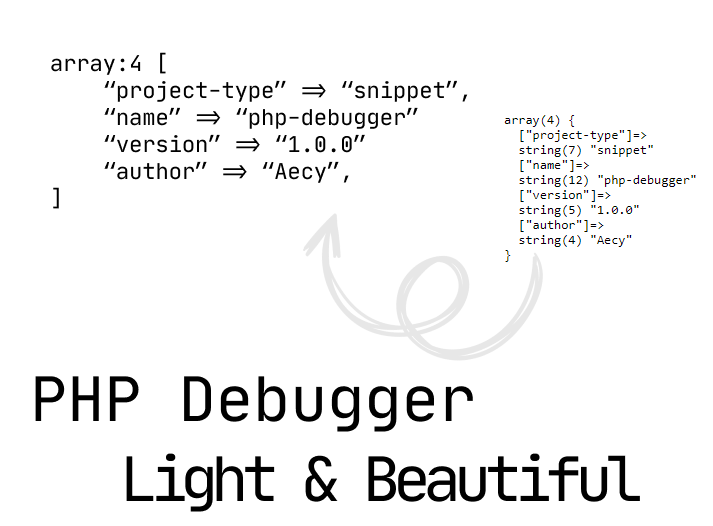 array:4 [
    “project-type” => “snippet”,
    “name” => “php-debugger”
    “version” => “1.0.0”
    “author” => “Aecy”,
]
array(4) {
  ["project-type"]=>
  string(7) "snippet"
  ["name"]=>
  string(12) "php-debugger"
  ["version"]=>
  string(5) "1.0.0"
  ["author"]=>
  string(4) "Aecy"
}
PHP Debugger
Light & Beautiful